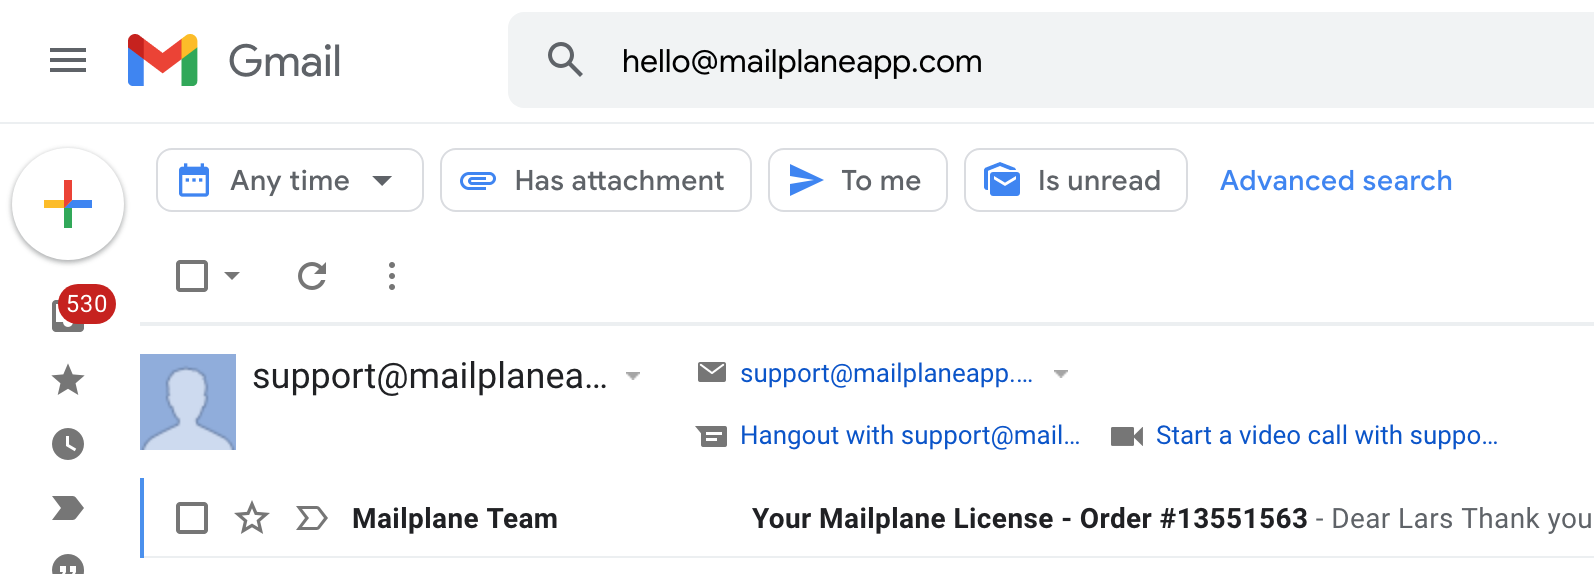 Gmail
hello@mailplaneapp.com
Any time
Has attachment
To me
Is unread
Advanced search
530
support@mailplanea...
support@mailplaneapp....
Hangout with support@mail...
Start a video call with suppo...
Mailplane Team
Your Mailplane License - Order #13551563 - Dear Lars Thank you